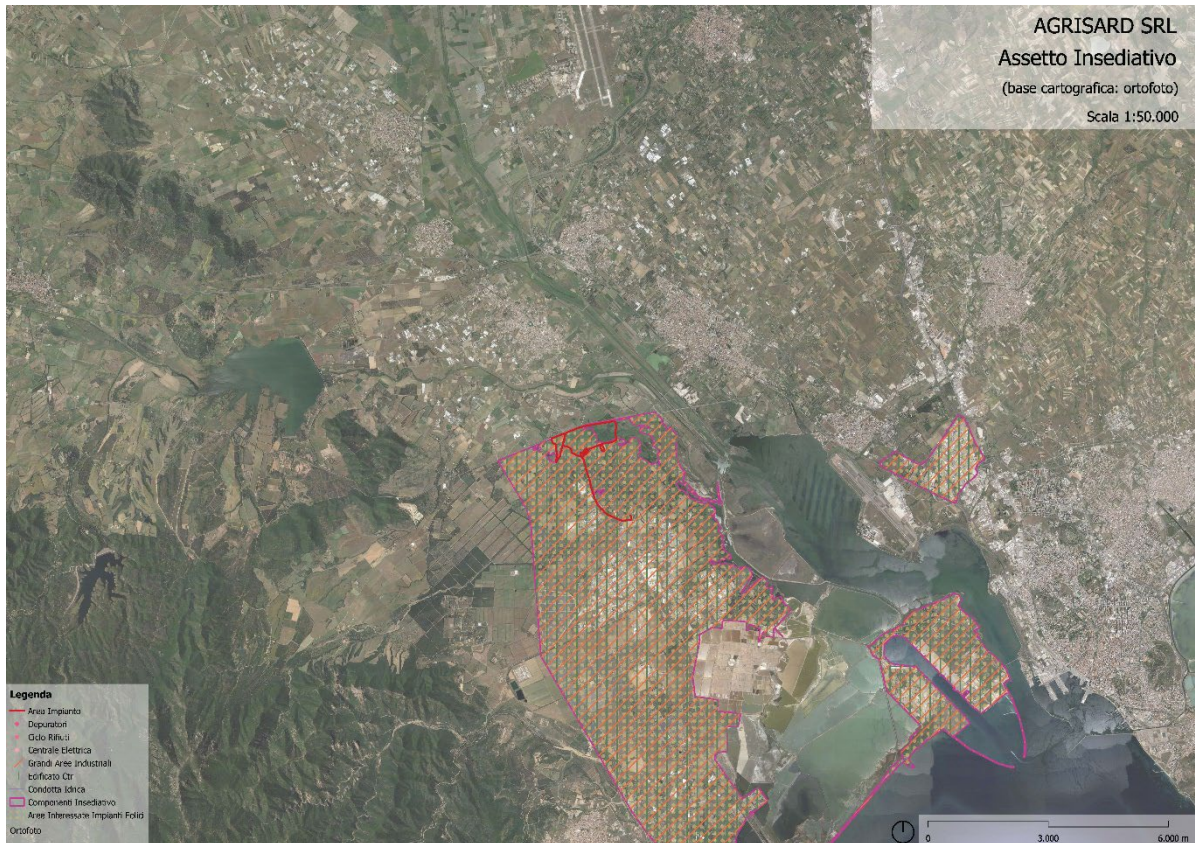 AGRISARD SRL
Assetto Insediativo
(base cartografica: ortofoto)
Scala 1:50.000
Legenda
Area Impianto
Depuratori
Ciclo Rifiuti
Centrale Elettrica
Grandi Aree Industriali
Edificato Ctr
Condotta Idrica
Componenti Insediativo
Aree Interessate Impianti Eolici
Ortofoto
0 3.000 6.000 m